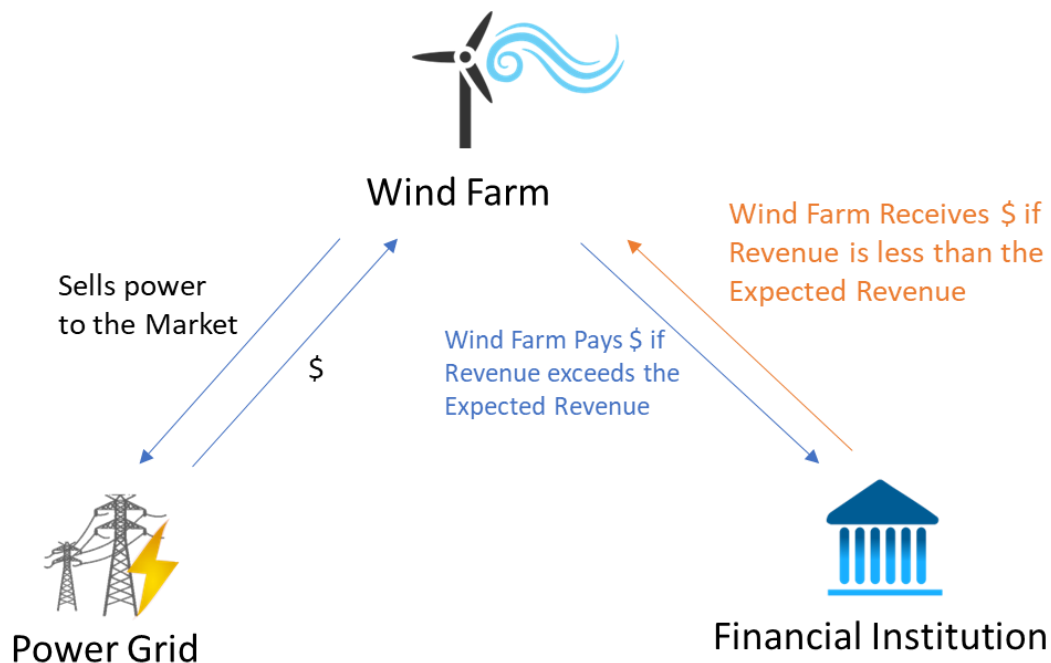 Wind Farm
Wind Farm Receives $ if
Revenue is less than the
Expected Revenue
Sells power
to the Market
$
Wind Farm Pays $ if
Revenue exceeds the
Expected Revenue
Power Grid
Financial Institution